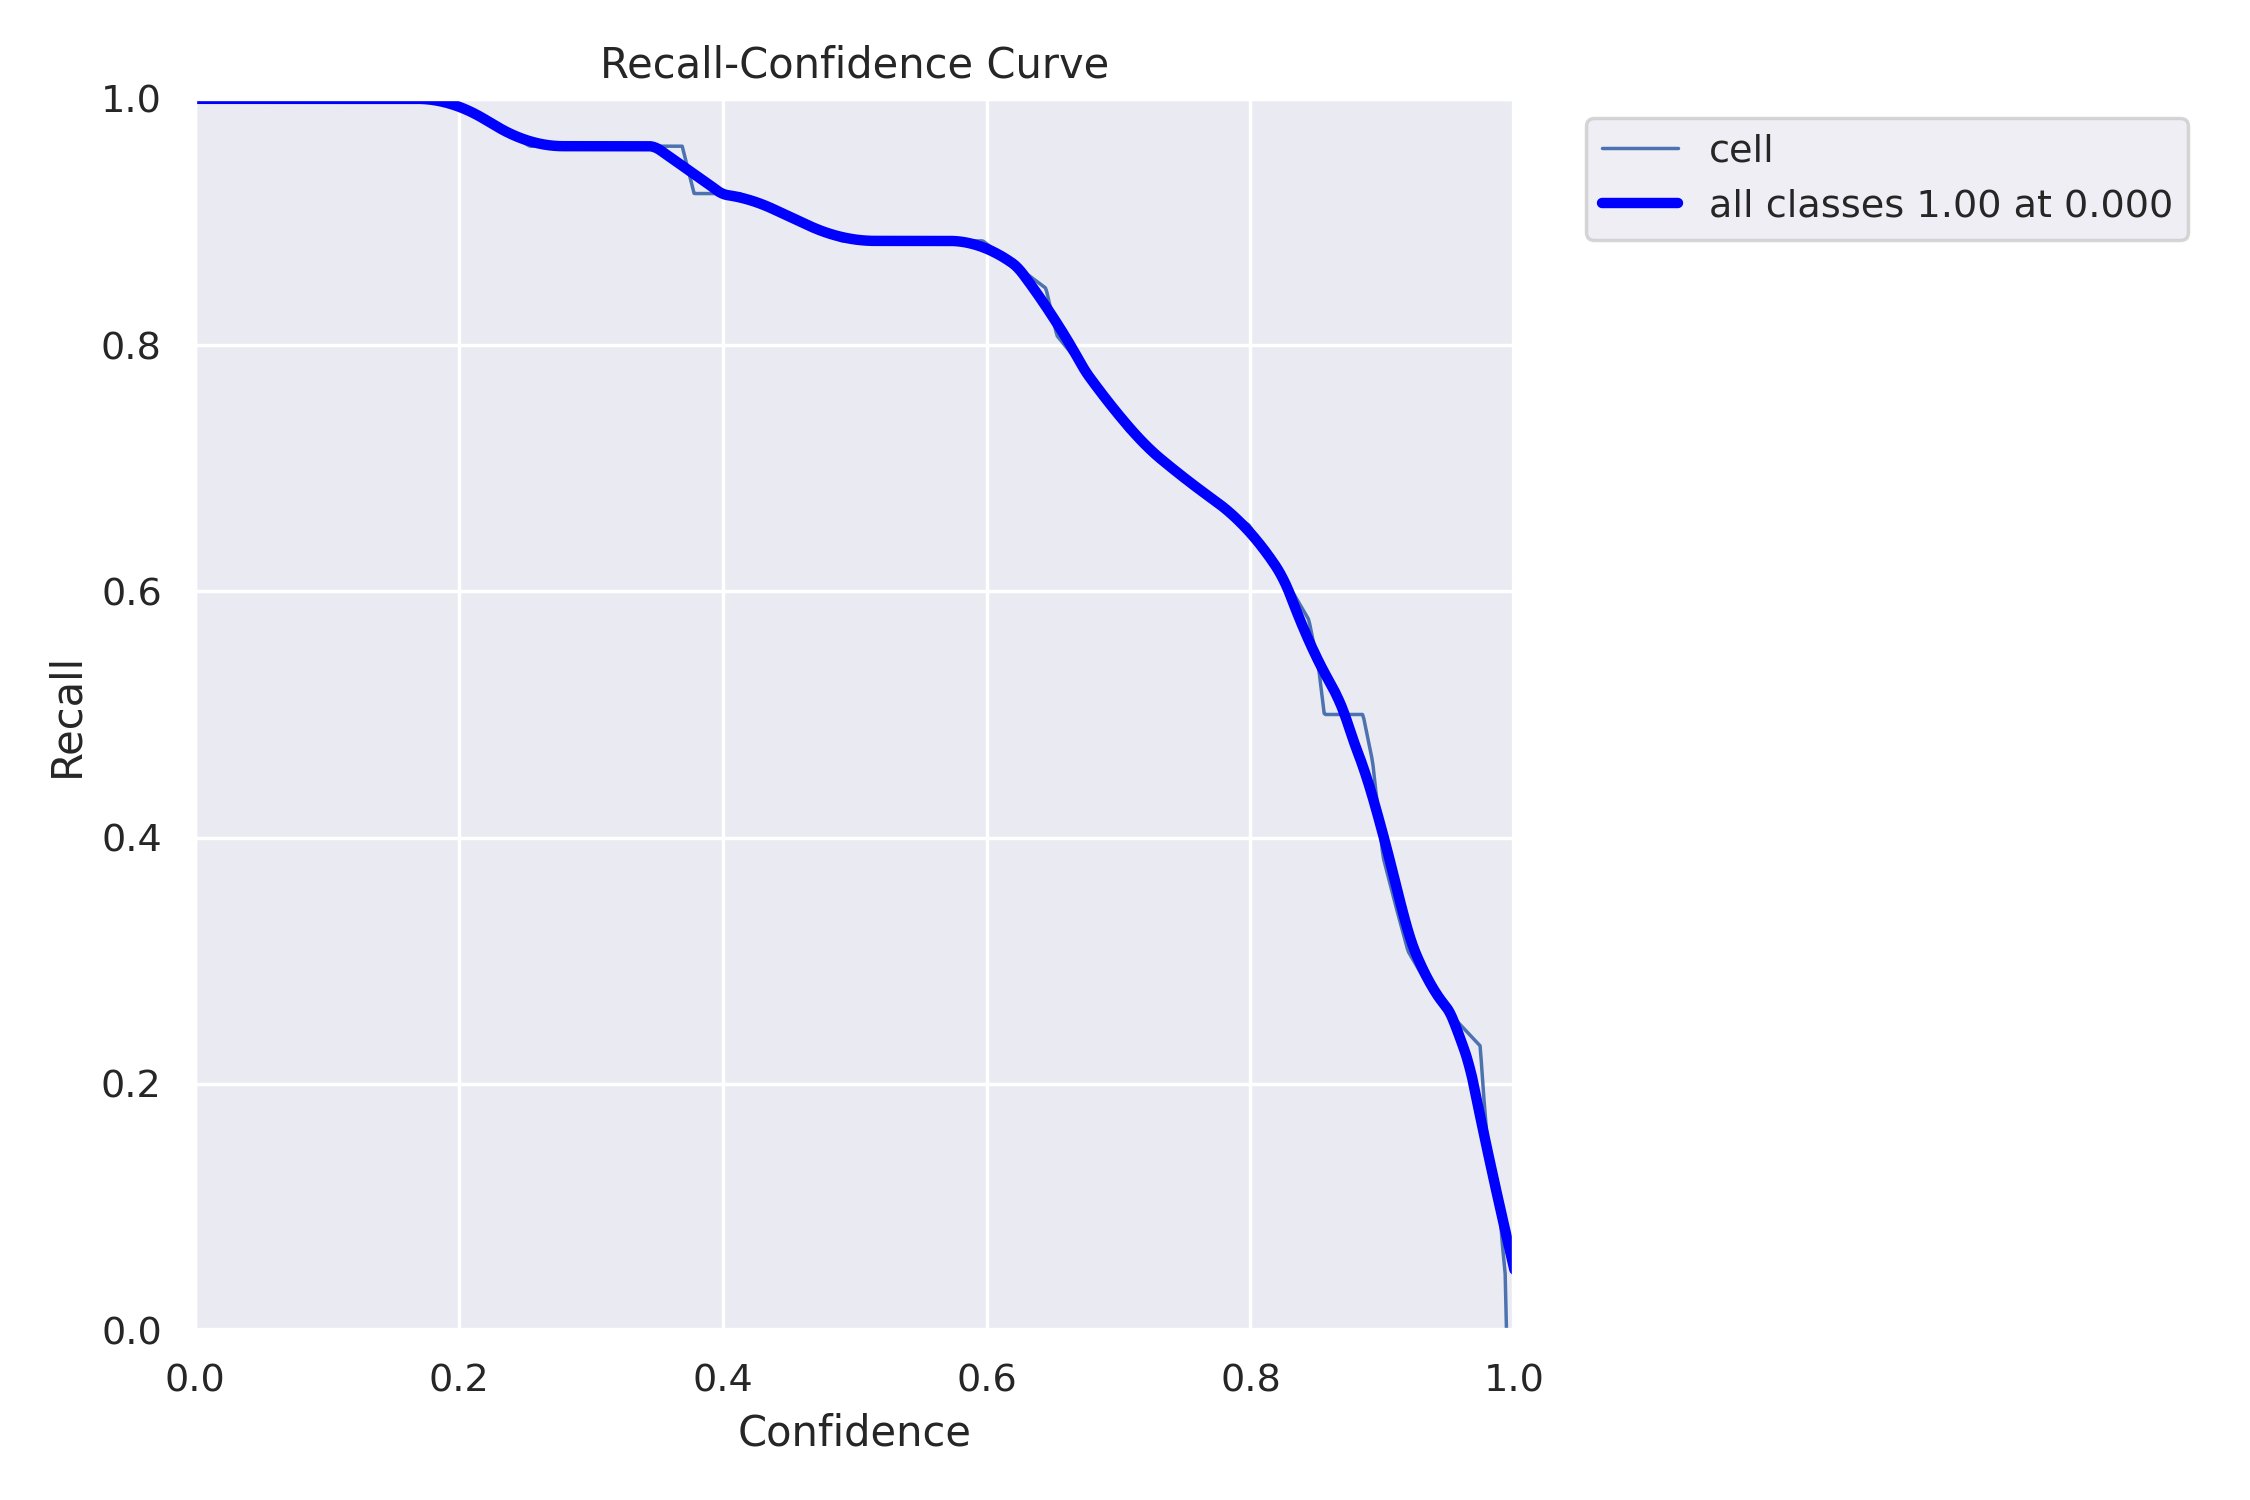 Recall-Confidence Curve
cell
all classes 1.00 at 0.000
1.0
0.8
0.6
0.4
0.2
0.0
Recall
0.0 0.2 0.4 0.6 0.8 1.0
Confidence